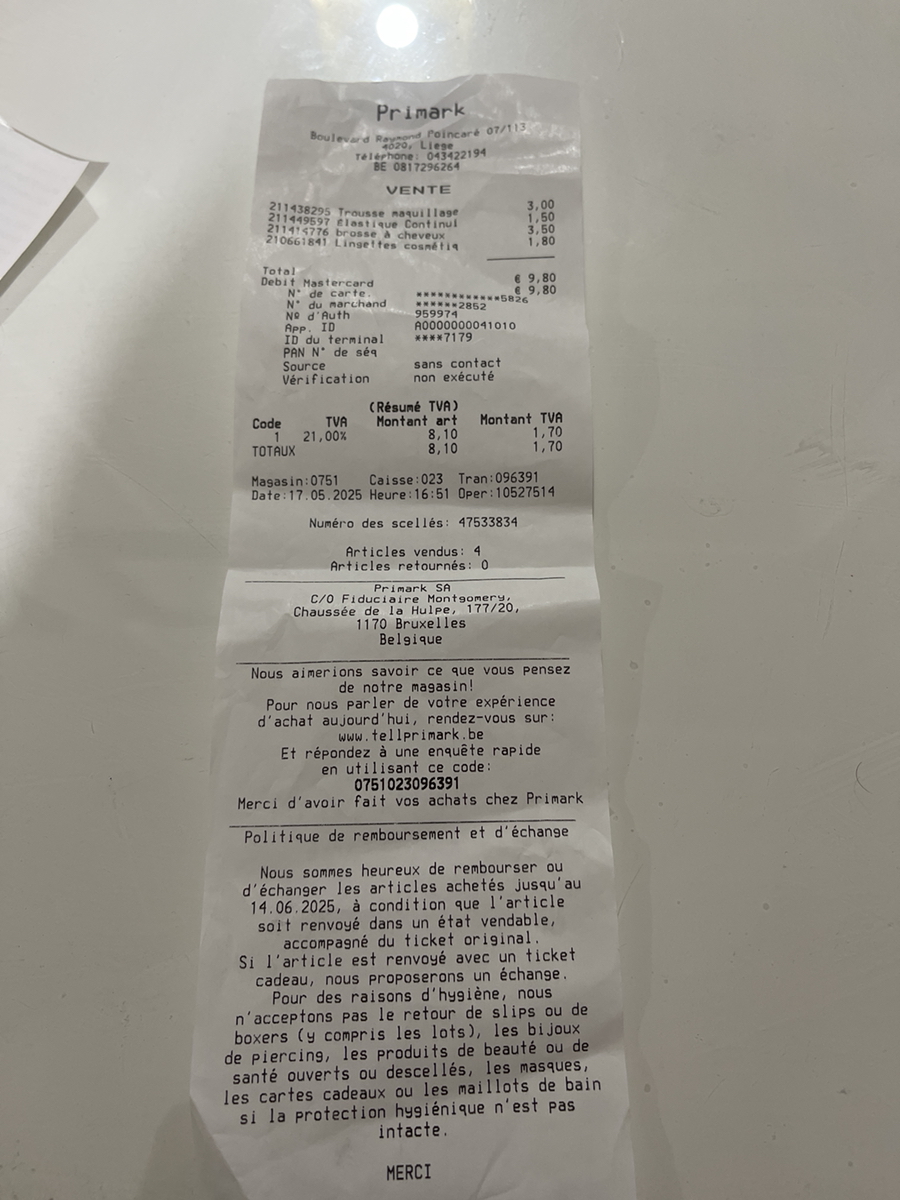 Primark
Boulevard Raymond Poincaré 07/113
4020, Liege
Téléphone: 043422194
BE 0817296264
VENTE
211438295 Trousse maquillage 3,00
211449597 Elastique Continui 1,50
211414776 brosse à cheveux 3,50
210661841 Lingettes cosmétiq 1,80
Total € 9,80
Debit Mastercard € 9,80
N° de carte. ************5826
N° du marchand ******2852
Nº d'Auth 959974
App. ID A0000000041010
ID du terminal ****7179
PAN N° de séq
Source sans contact
Vérification non exécuté
(Résumé TVA)
Code TVA Montant art Montant TVA
1 21,00% 8,10 1,70
TOTAUX 8,10 1,70
Magasin:0751 Caisse:023 Tran:096391
Date:17.05.2025 Heure:16:51 Oper:10527514
Numéro des scellés: 47533834
Articles vendus: 4
Articles retournés: 0
Primark SA
C/O Fiduciaire Montgomery,
Chaussée de la Hulpe, 177/20,
1170 Bruxelles
Belgique
Nous aimerions savoir ce que vous pensez
de notre magasin!
Pour nous parler de votre expérience
d'achat aujourd'hui, rendez-vous sur:
www.tellprimark.be
Et répondez à une enquête rapide
en utilisant ce code:
0751023096391
Merci d'avoir fait vos achats chez Primark
Politique de remboursement et d'échange
Nous sommes heureux de rembourser ou
d'échanger les articles achetés jusqu'au
14.06.2025, à condition que l'article
soit renvoyé dans un état vendable,
accompagné du ticket original.
Si l'article est renvoyé avec un ticket
cadeau, nous proposerons un échange.
Pour des raisons d'hygiène, nous
n'acceptons pas le retour de slips ou de
boxers (y compris les lots), les bijoux
de piercing, les produits de beauté ou de
santé ouverts ou descellés, les masques,
les cartes cadeaux ou les maillots de bain
si la protection hygiénique n'est pas
intacte.
MERCI